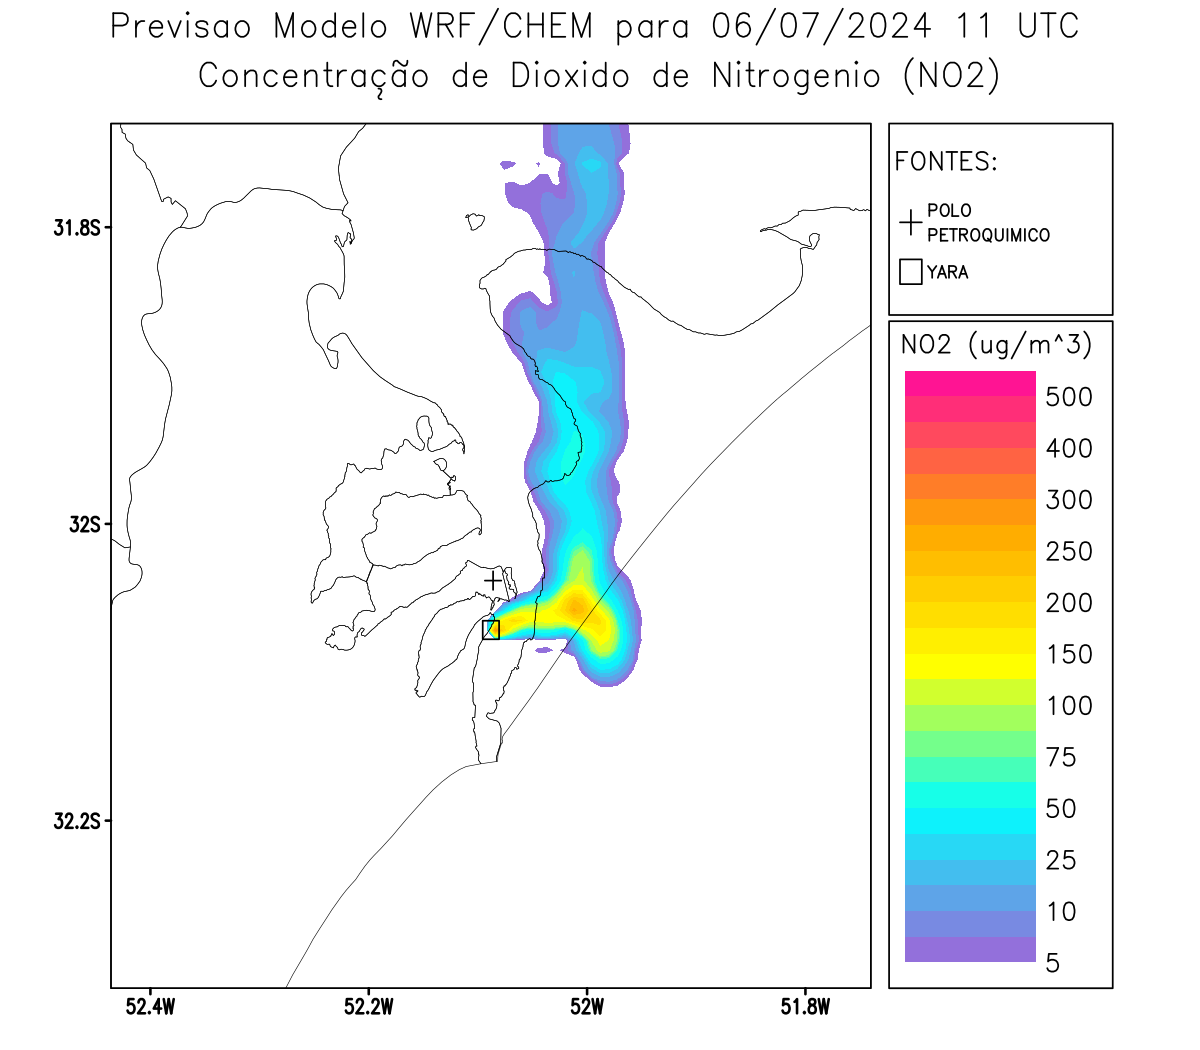 Previsao Modelo WRF/CHEM para 06/07/2024 11 UTC
Concentração de Dioxido de Nitrogenio (NO2)
FONTES:
POLO
PETROQUIMICO
YARA
NO2 (ug/m^3)
500
400
300
250
200
150
100
75
50
25
10
5
31.8S
32S
32.2S
52.4W
52.2W
52W
51.8W